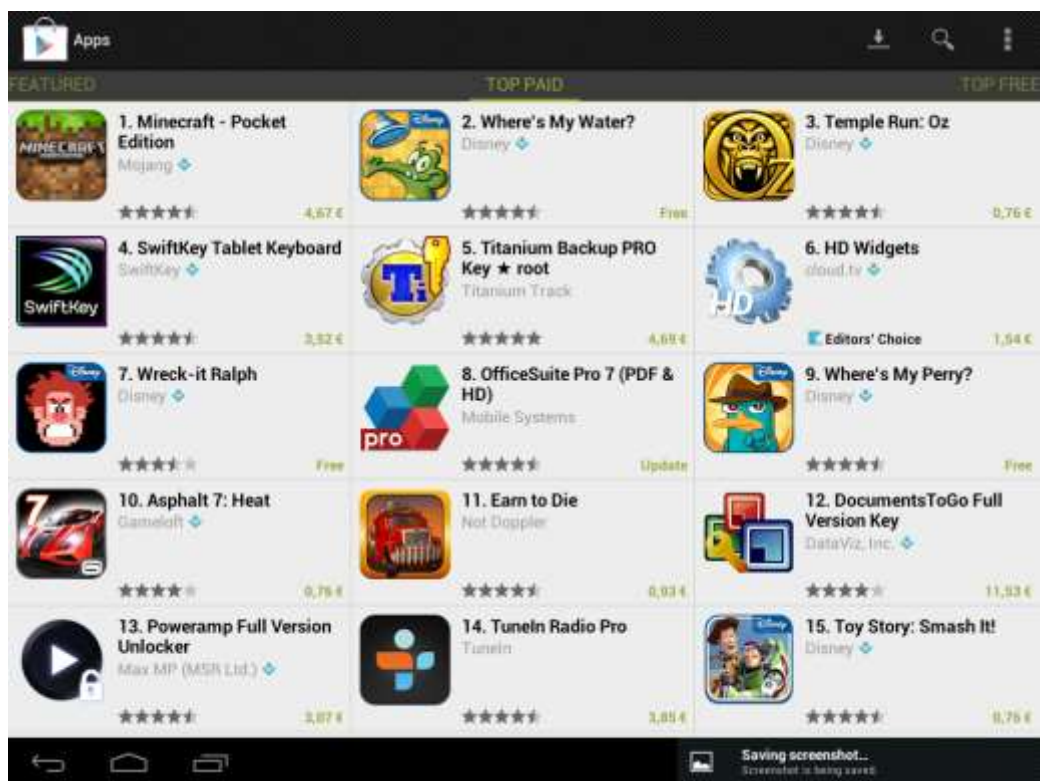 Apps
FEATURED
TOP PAID
TOP FREE
MINECRAFT
1. Minecraft - Pocket
Edition
Mojang
4,67 €
Disney
2. Where's My Water?
Disney
Free
Oz
3. Temple Run: Oz
Disney
0,76 €
SwiftKey
4. SwiftKey Tablet Keyboard
SwiftKey
3,52 €
Ti
5. Titanium Backup PRO
Key ★ root
Titanium Track
4,69 €
HD
6. HD Widgets
cloud.tv
Editors' Choice
1,54 €
Disney
7. Wreck-it Ralph
Disney
Free
pro
8. OfficeSuite Pro 7 (PDF &
HD)
Mobile Systems
Update
Disney
9. Where's My Perry?
Disney
Free
7
10. Asphalt 7: Heat
Gameloft
0,76 €
11. Earn to Die
Not Doppler
0,93 €
12. DocumentsToGo Full
Version Key
DataViz, Inc.
11,53 €
13. Poweramp Full Version
Unlocker
Max MP (MSR Ltd.)
3,07 €
14. TuneIn Radio Pro
TuneIn
3,85 €
Disney
15. Toy Story: Smash It!
Disney
0,76 €
Saving screenshot...
Screenshot is being saved.